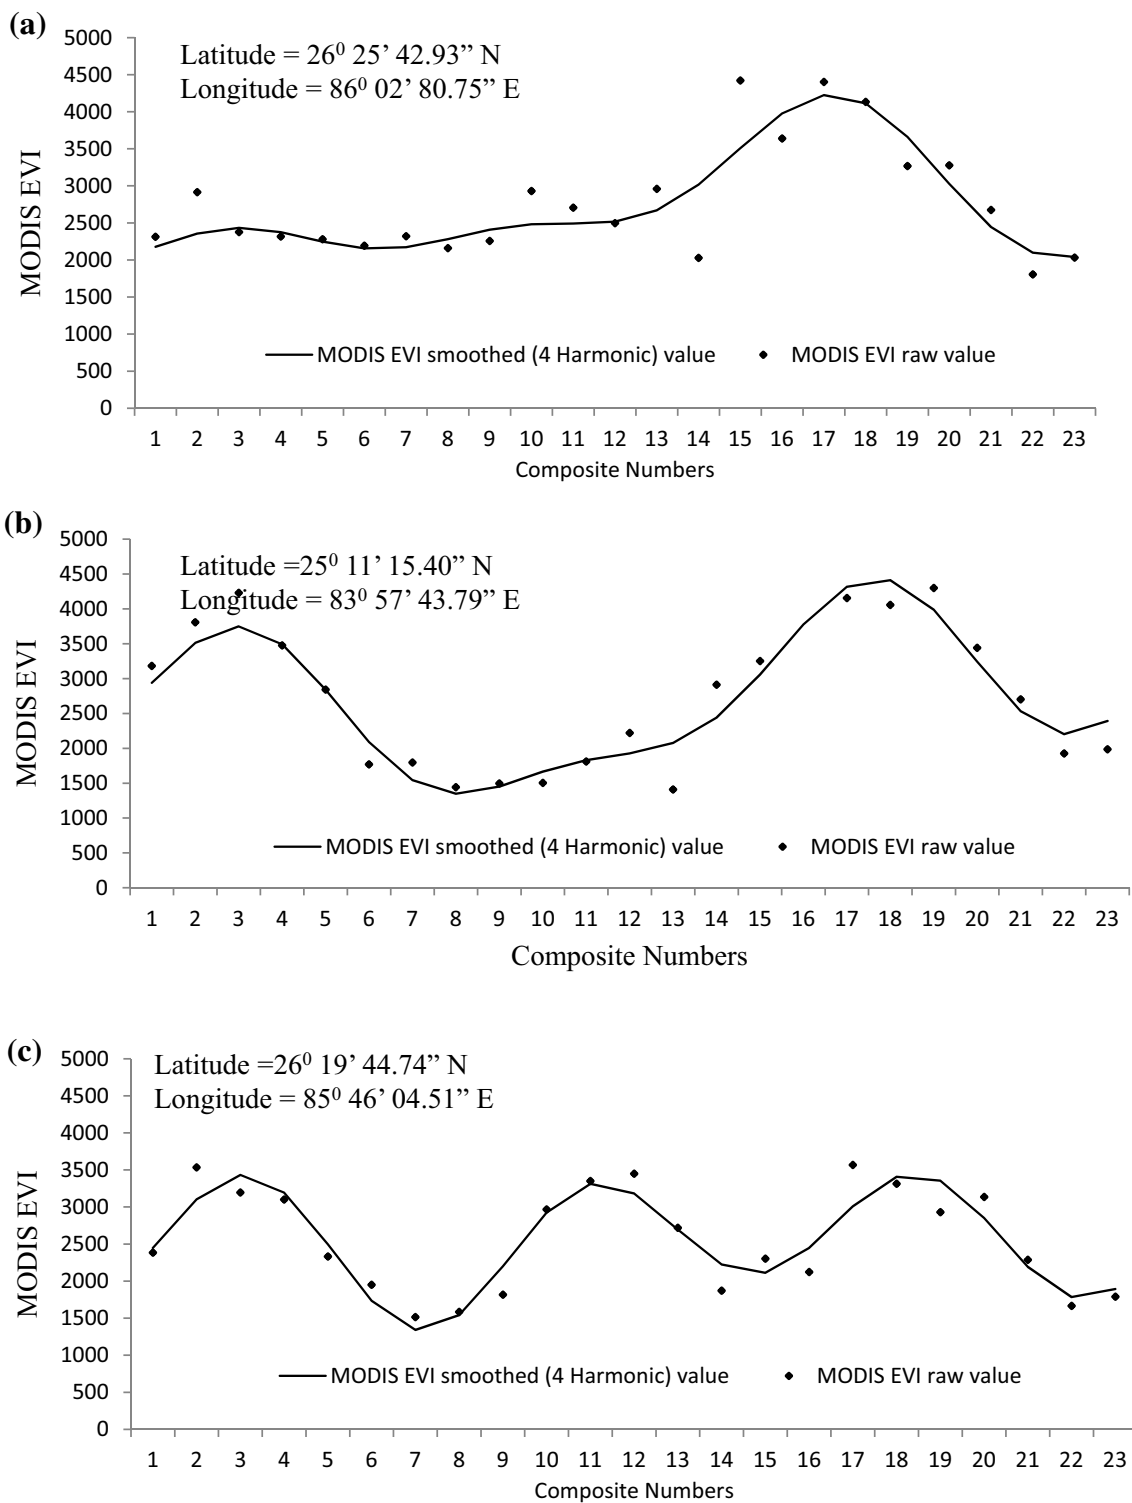 (a)
Latitude = 26⁰ 25’ 42.93” N
Longitude = 86⁰ 02’ 80.75” E
MODIS EVI
5000
4500
4000
3500
3000
2500
2000
1500
1000
500
0
MODIS EVI smoothed (4 Harmonic) value MODIS EVI raw value
1 2 3 4 5 6 7 8 9 10 11 12 13 14 15 16 17 18 19 20 21 22 23
Composite Numbers
(b)
Latitude =25⁰ 11’ 15.40” N
Longitude = 83⁰ 57’ 43.79” E
MODIS EVI
5000
4500
4000
3500
3000
2500
2000
1500
1000
500
0
MODIS EVI smoothed (4 Harmonic) value MODIS EVI raw value
1 2 3 4 5 6 7 8 9 10 11 12 13 14 15 16 17 18 19 20 21 22 23
Composite Numbers
(c)
Latitude =26⁰ 19’ 44.74” N
Longitude = 85⁰ 46’ 04.51” E
MODIS EVI
5000
4500
4000
3500
3000
2500
2000
1500
1000
500
0
MODIS EVI smoothed (4 Harmonic) value MODIS EVI raw value
1 2 3 4 5 6 7 8 9 10 11 12 13 14 15 16 17 18 19 20 21 22 23
Composite Numbers